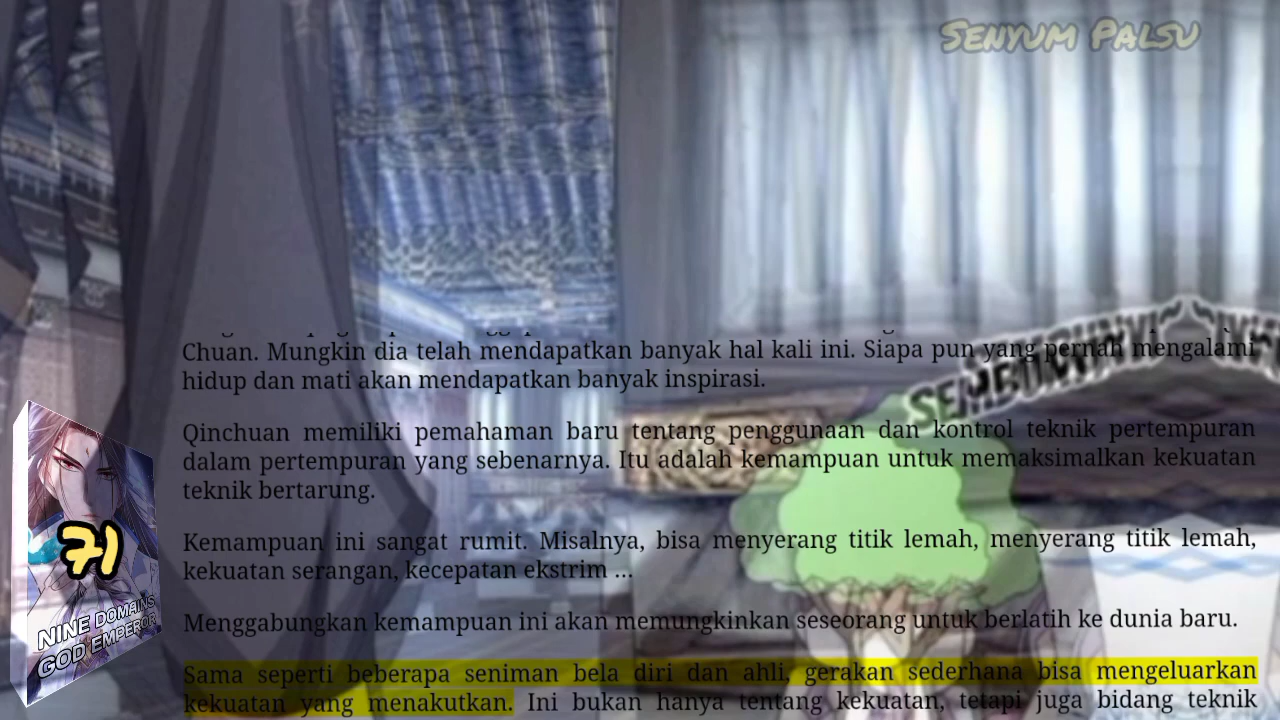 SENYUM PALSU
Chuan. Mungkin dia telah mendapatkan banyak hal kali ini. Siapa pun yang pernah mengalami
hidup dan mati akan mendapatkan banyak inspirasi.
Qinchuan memiliki pemahaman baru tentang penggunaan dan kontrol teknik pertempuran
dalam pertempuran yang sebenarnya. Itu adalah kemampuan untuk memaksimalkan kekuatan
teknik bertarung.
Kemampuan ini sangat rumit. Misalnya, bisa menyerang titik lemah, menyerang titik lemah,
kekuatan serangan, kecepatan ekstrim ...
Menggabungkan kemampuan ini akan memungkinkan seseorang untuk berlatih ke dunia baru.
Sama seperti beberapa seniman bela diri dan ahli, gerakan sederhana bisa mengeluarkan
kekuatan yang menakutkan. Ini bukan hanya tentang kekuatan, tetapi juga bidang teknik
71
NINE DOMAINS
GOD EMPEROR